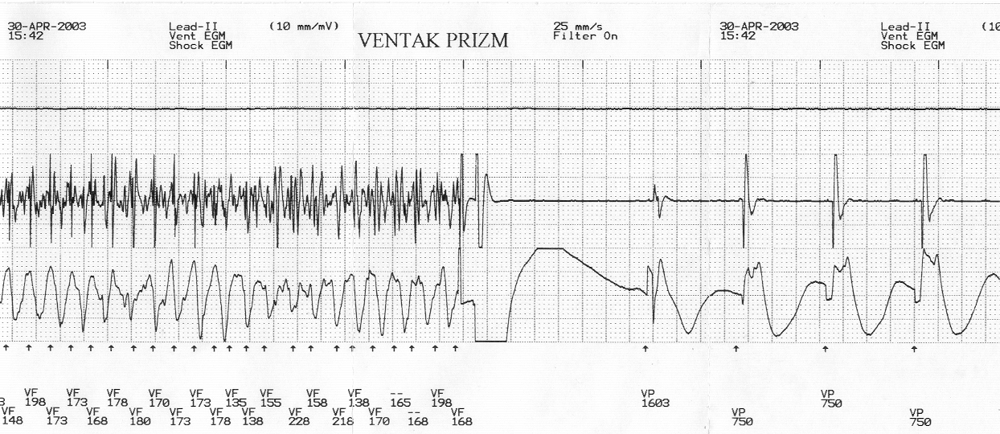 30-APR-2003 Lead-II (10 mm/mV) 25 mm/s 30-APR-2003 Lead-II (10
15:42 Vent EGM VENTAK PRIZM Filter On 15:42 Vent EGM
Shock EGM Shock EGM
VF VF VF VF VF VF VF VF VF -- VF VP VP
3 198 173 178 170 173 135 155 158 138 165 198 1603 750
VF VF VF VF VF VF VF VF VF VF -- VF VP VP
148 173 168 180 173 178 138 228 218 170 168 168 750 750